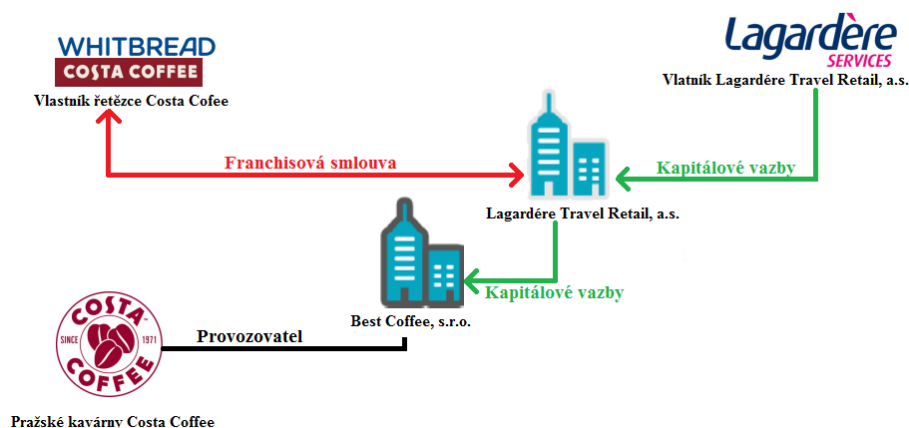 WHITBREAD
COSTA COFFEE
Vlastník řetězce Costa Cofee
Lagardère
SERVICES
Vlatník Lagardére Travel Retail, a.s.
Franchisová smlouva
Kapitálové vazby
Lagardére Travel Retail, a.s.
Kapitálové vazby
Best Coffee, s.r.o.
COSTA
SINCE 1971
COFFEE
Provozovatel
Pražské kavárny Costa Coffee